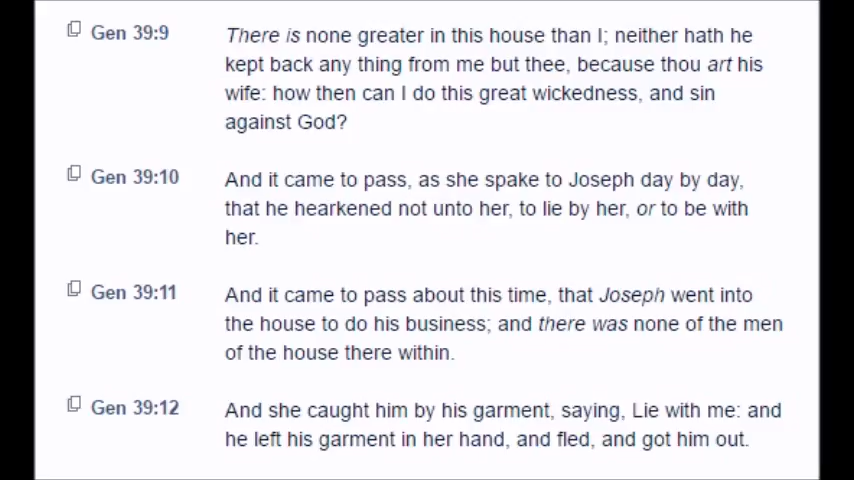 Gen 39:9 There is none greater in this house than I; neither hath he
kept back any thing from me but thee, because thou art his
wife: how then can I do this great wickedness, and sin
against God?
Gen 39:10 And it came to pass, as she spake to Joseph day by day,
that he hearkened not unto her, to lie by her, or to be with
her.
Gen 39:11 And it came to pass about this time, that Joseph went into
the house to do his business; and there was none of the men
of the house there within.
Gen 39:12 And she caught him by his garment, saying, Lie with me: and
he left his garment in her hand, and fled, and got him out.